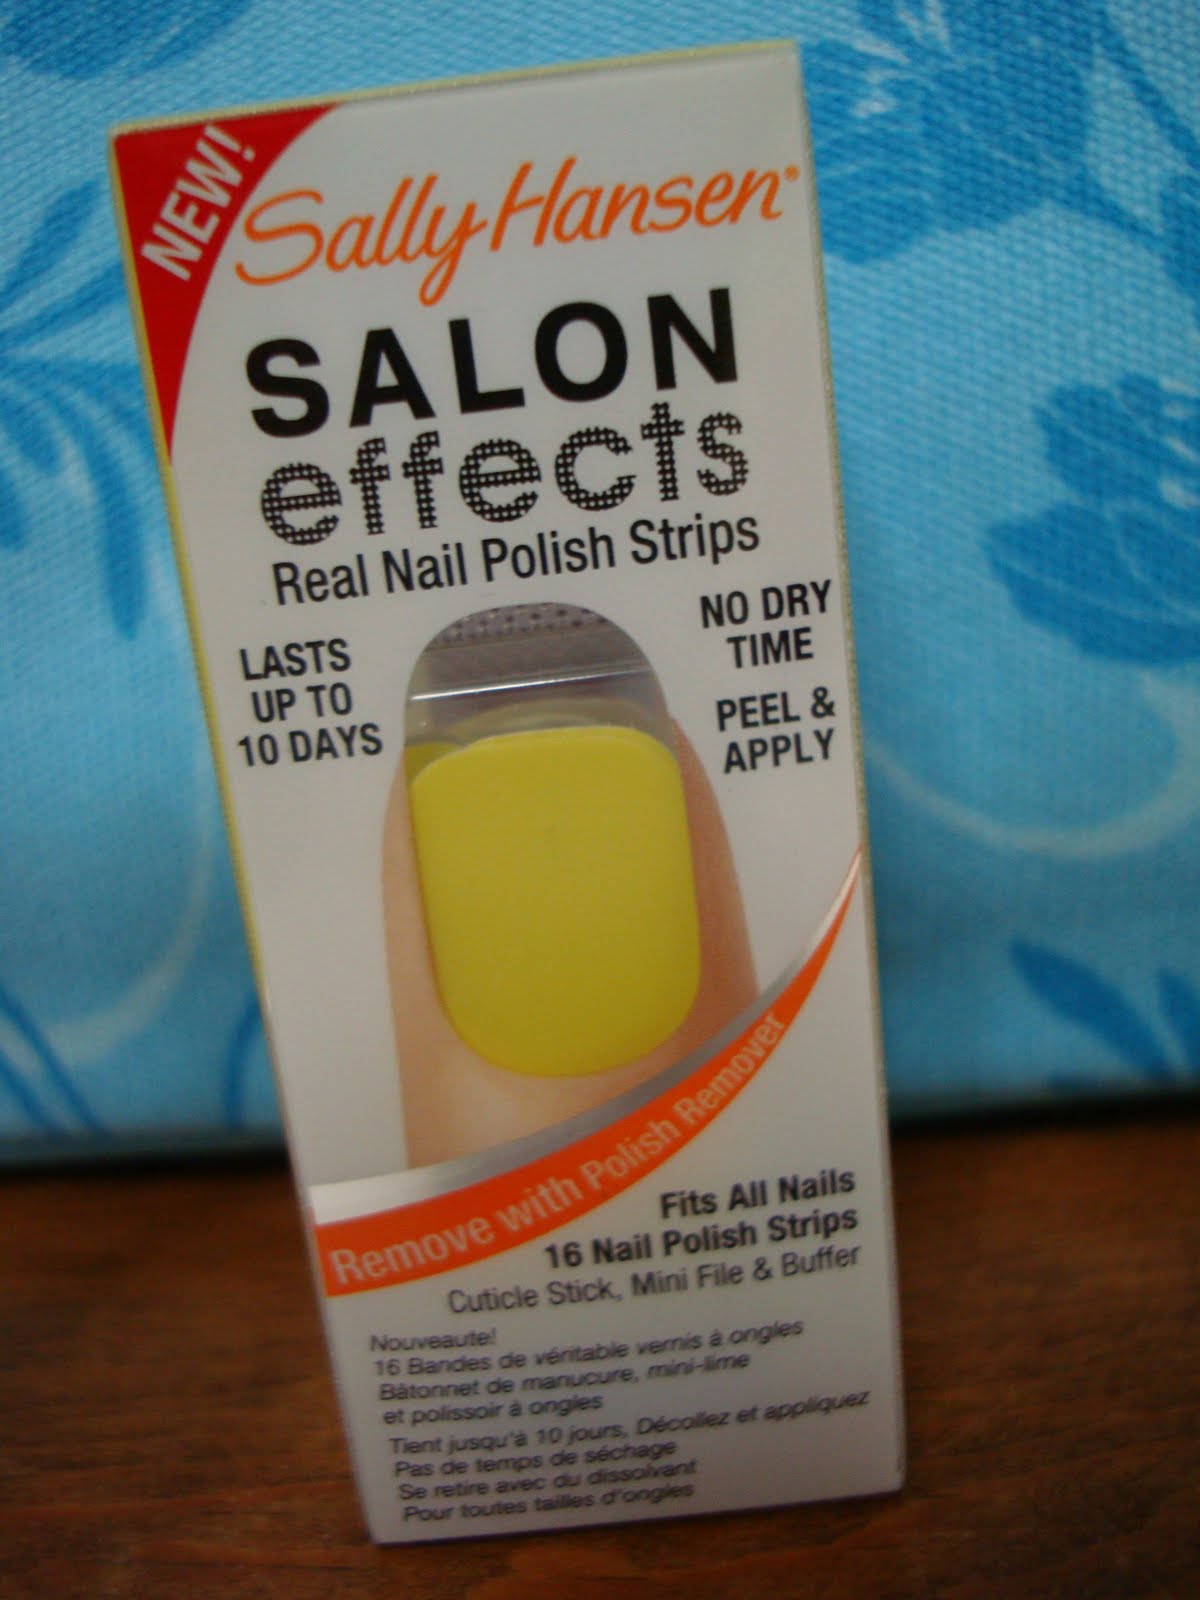 NEW!
Sally Hansen®
SALON
effects
Real Nail Polish Strips
LASTS
UP TO
10 DAYS
NO DRY
TIME
PEEL &
APPLY
Remove with Polish Remover
Fits All Nails
16 Nail Polish Strips
Cuticle Stick, Mini File & Buffer
Nouveaute!
16 Bandes de véritable vernis à ongles
Bâtonnet de manucure, mini-lime
et polissoir à ongles
Tient jusqu'à 10 jours, Décollez et appliquez
Pas de temps de séchage
Se retire avec du dissolvant
Pour toutes tailles d'ongles